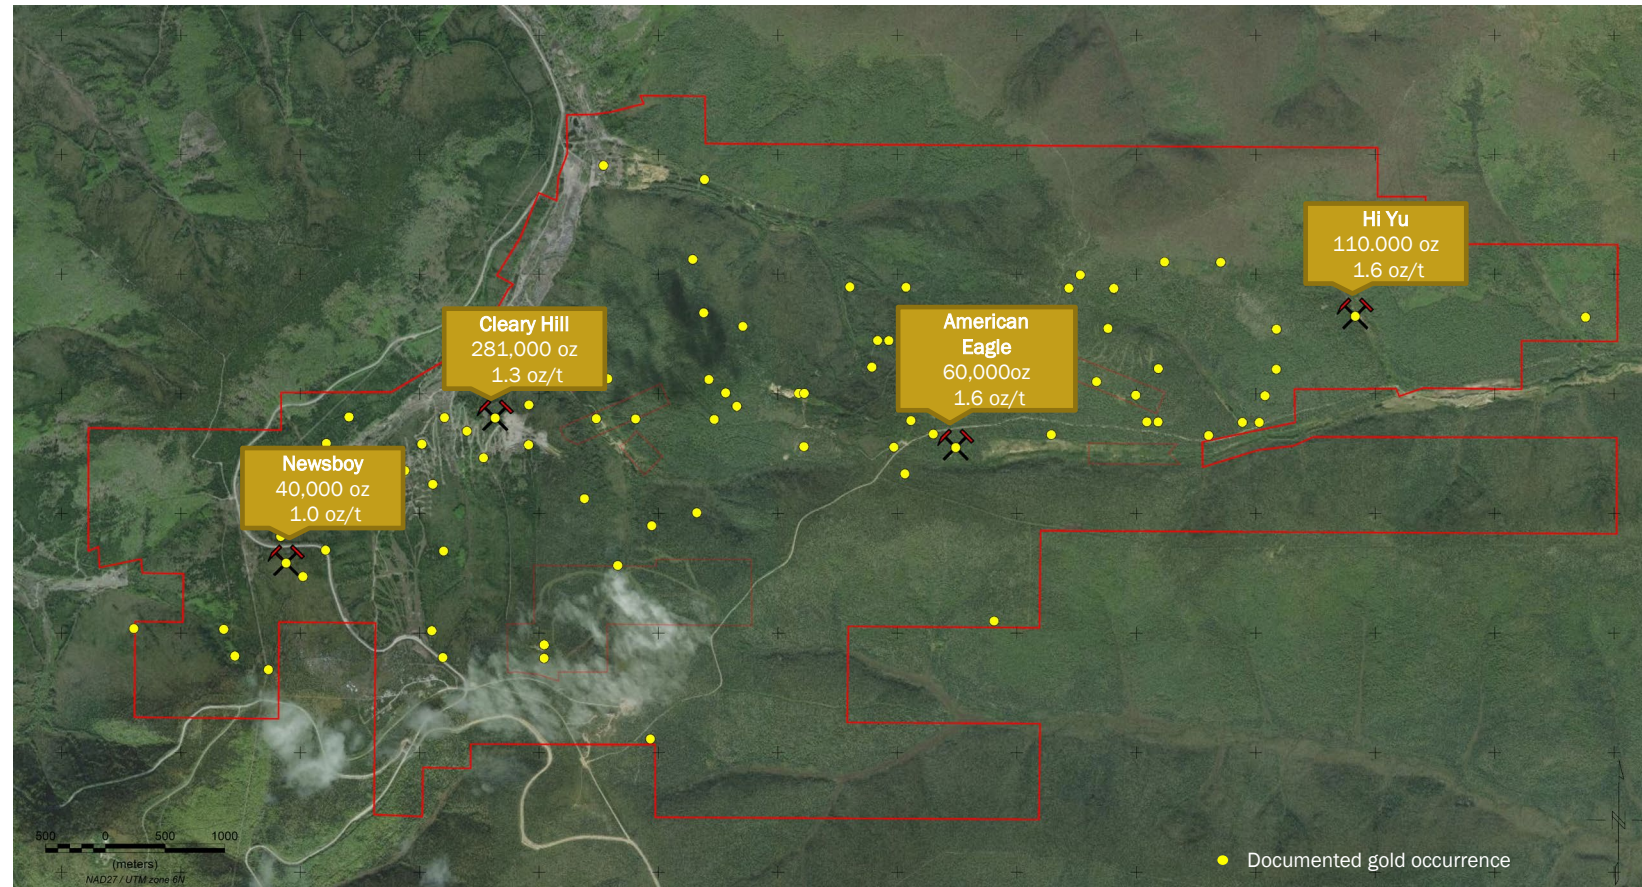 Hi Yu
110.000 oz
1.6 oz/t
Cleary Hill
281,000 oz
1.3 oz/t
American
Eagle
60,000oz
1.6 oz/t
Newsboy
40,000 oz
1.0 oz/t
500 0 500 1000
(meters)
NAD27 / UTM zone 6N
N
Documented gold occurrence